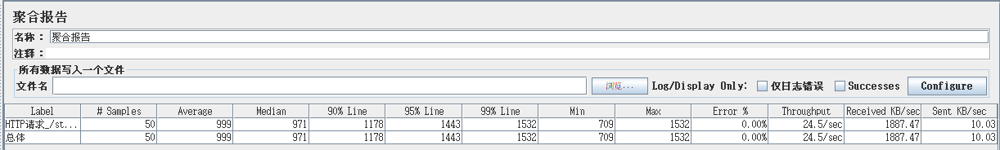 聚合报告
名称： 聚合报告
注释：
所有数据写入一个文件
文件名 浏览... Log/Display Only: 仅日志错误 Successes Configure
Label # Samples Average Median 90% Line 95% Line 99% Line Min Max Error % Throughput Received KB/sec Sent KB/sec
HTTP请求_/st... 50 999 971 1178 1443 1532 709 1532 0.00% 24.5/sec 1887.47 10.03
总体 50 999 971 1178 1443 1532 709 1532 0.00% 24.5/sec 1887.47 10.03